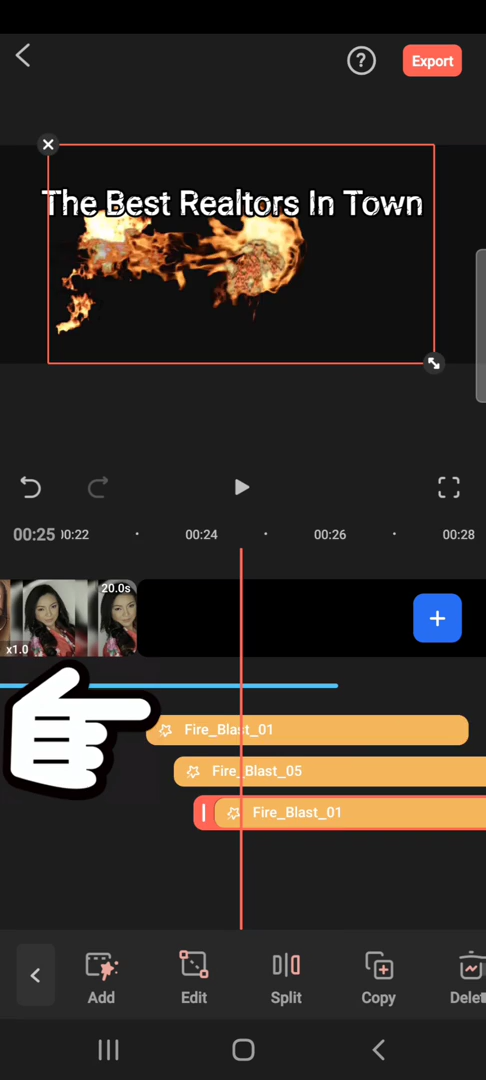 ?
Export
The Best Realtors In Town
00:25
00:22
00:24
00:26
00:28
20.0s
x1.0
+
Fire_Blast_01
Fire_Blast_05
Fire_Blast_01
Add
Edit
Split
Copy
Delet